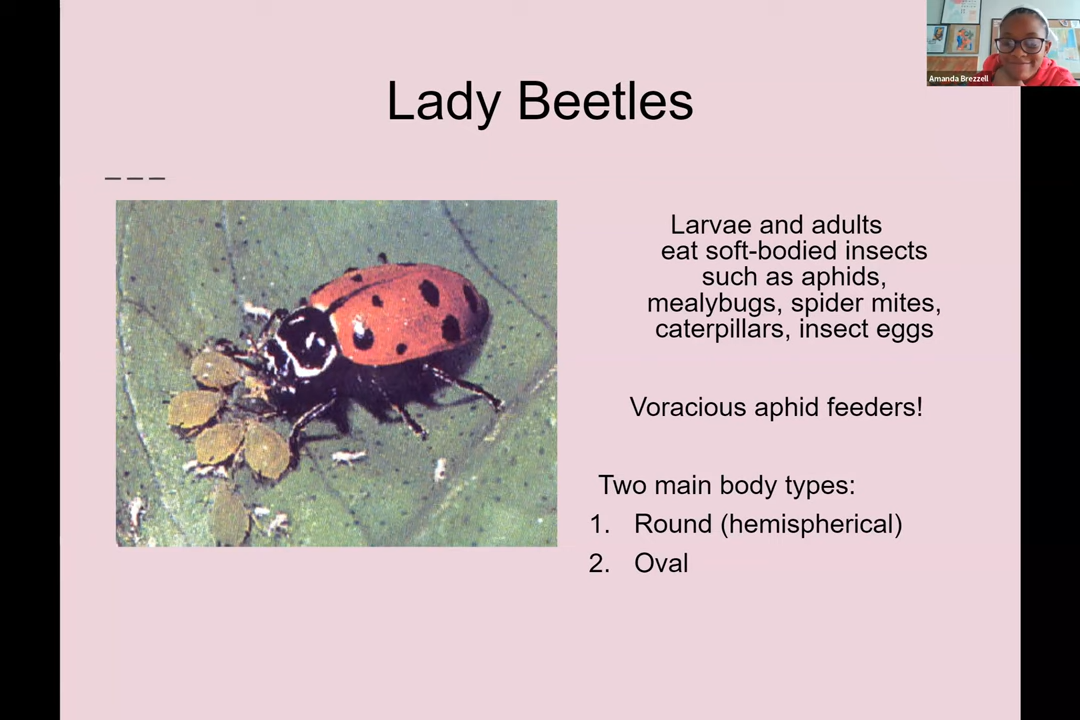 Amanda Brezzell
Lady Beetles
Larvae and adults
eat soft-bodied insects
such as aphids,
mealybugs, spider mites,
caterpillars, insect eggs
Voracious aphid feeders!
Two main body types:
1. Round (hemispherical)
2. Oval